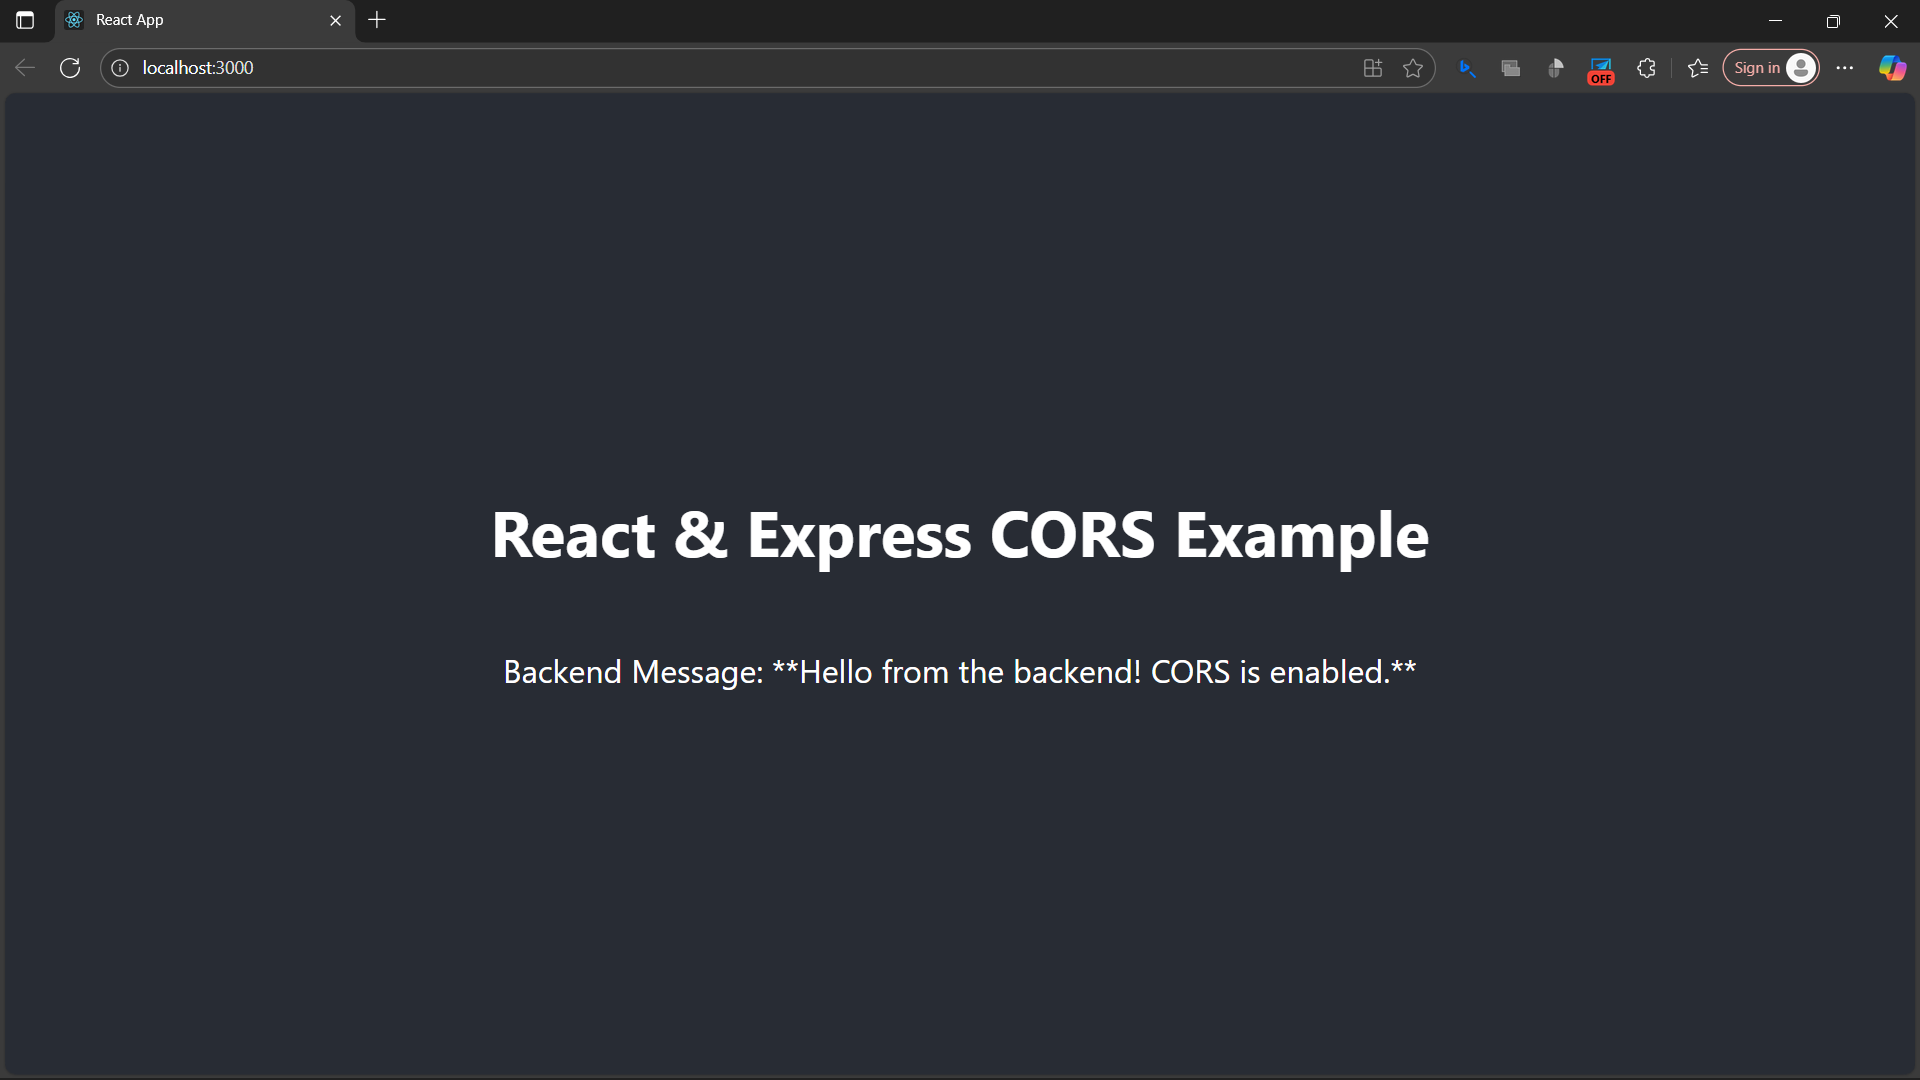 React App
localhost:3000
OFF
Sign in
React & Express CORS Example
Backend Message: **Hello from the backend! CORS is enabled.**